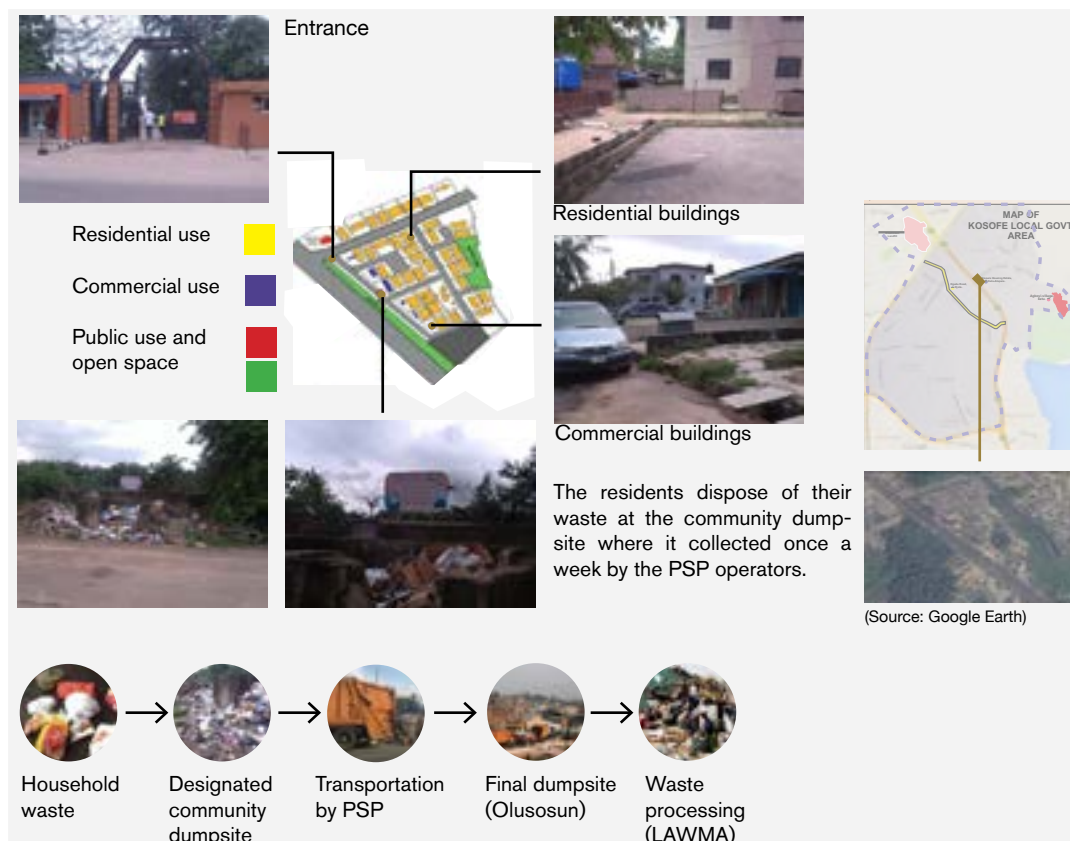 Entrance
Residential buildings
MAP OF
KOSOFE LOCAL GOVT
AREA
Residential use
Commercial use
Public use and
open space
Commercial buildings
The residents dispose of their
waste at the community dump-
site where it collected once a
week by the PSP operators.
(Source: Google Earth)
Household
waste
Designated
community
dumpsite
Transportation
by PSP
Final dumpsite
(Olusosun)
Waste
processing
(LAWMA)